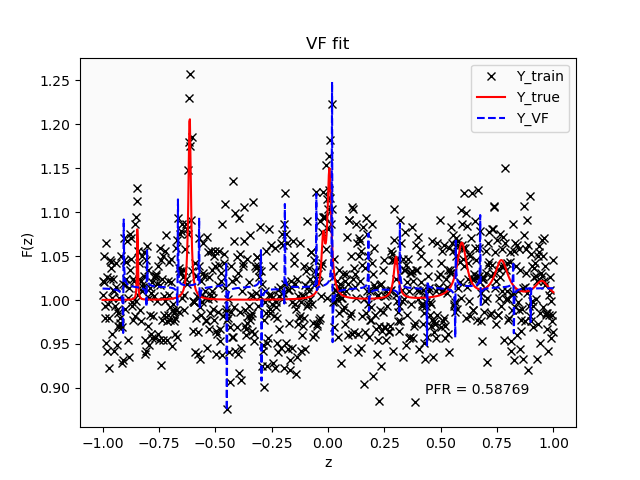 VF fit
Y_train
Y_true
Y_VF
1.25
1.20
1.15
1.10
1.05
1.00
0.95
0.90
F(z)
PFR = 0.58769
−1.00 −0.75 −0.50 −0.25 0.00 0.25 0.50 0.75 1.00
z